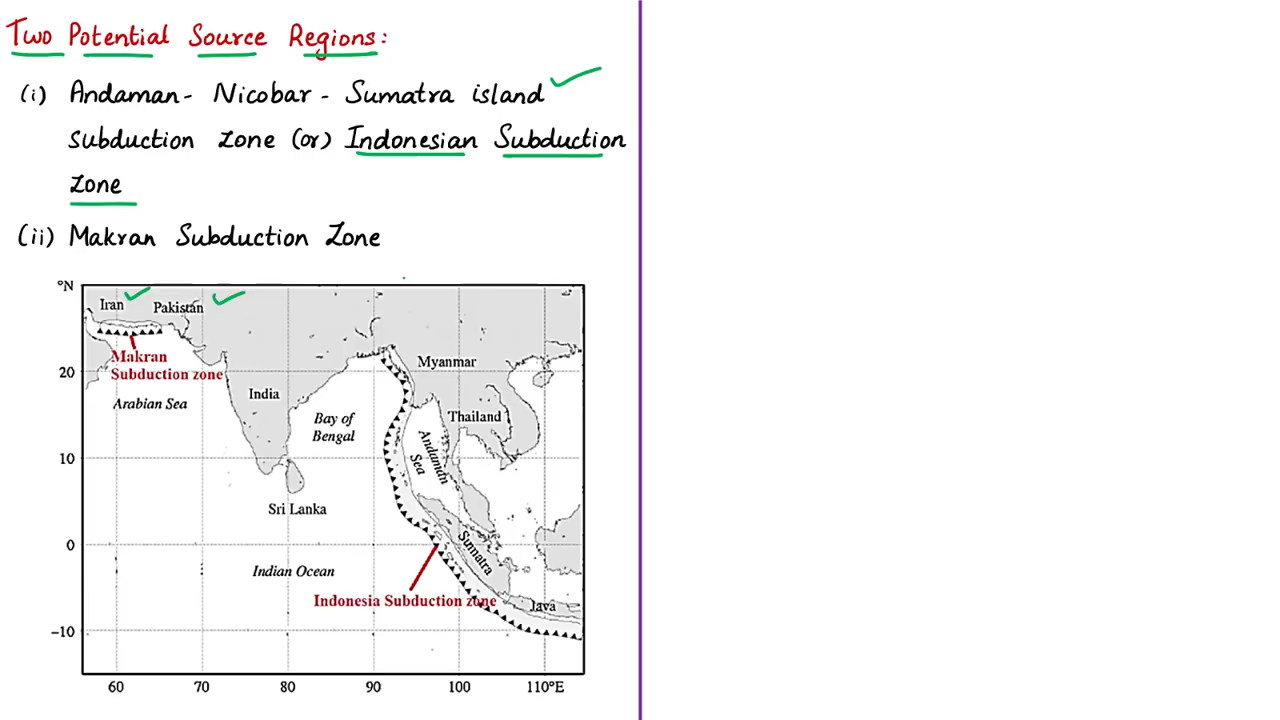 Two Potential Source Regions:
(i) Andaman - Nicobar - Sumatra island
subduction zone (or) Indonesian Subduction
Zone
(ii) Makran Subduction Zone
°N
Iran
Pakistan
Makran
Subduction zone
Myanmar
20
India
Arabian Sea
Thailand
Bay of
Bengal
Andaman
Sea
10
Sri Lanka
0
Sumatra
Indian Ocean
Indonesia Subduction zone
Java
−10
60 70 80 90 100 110°E